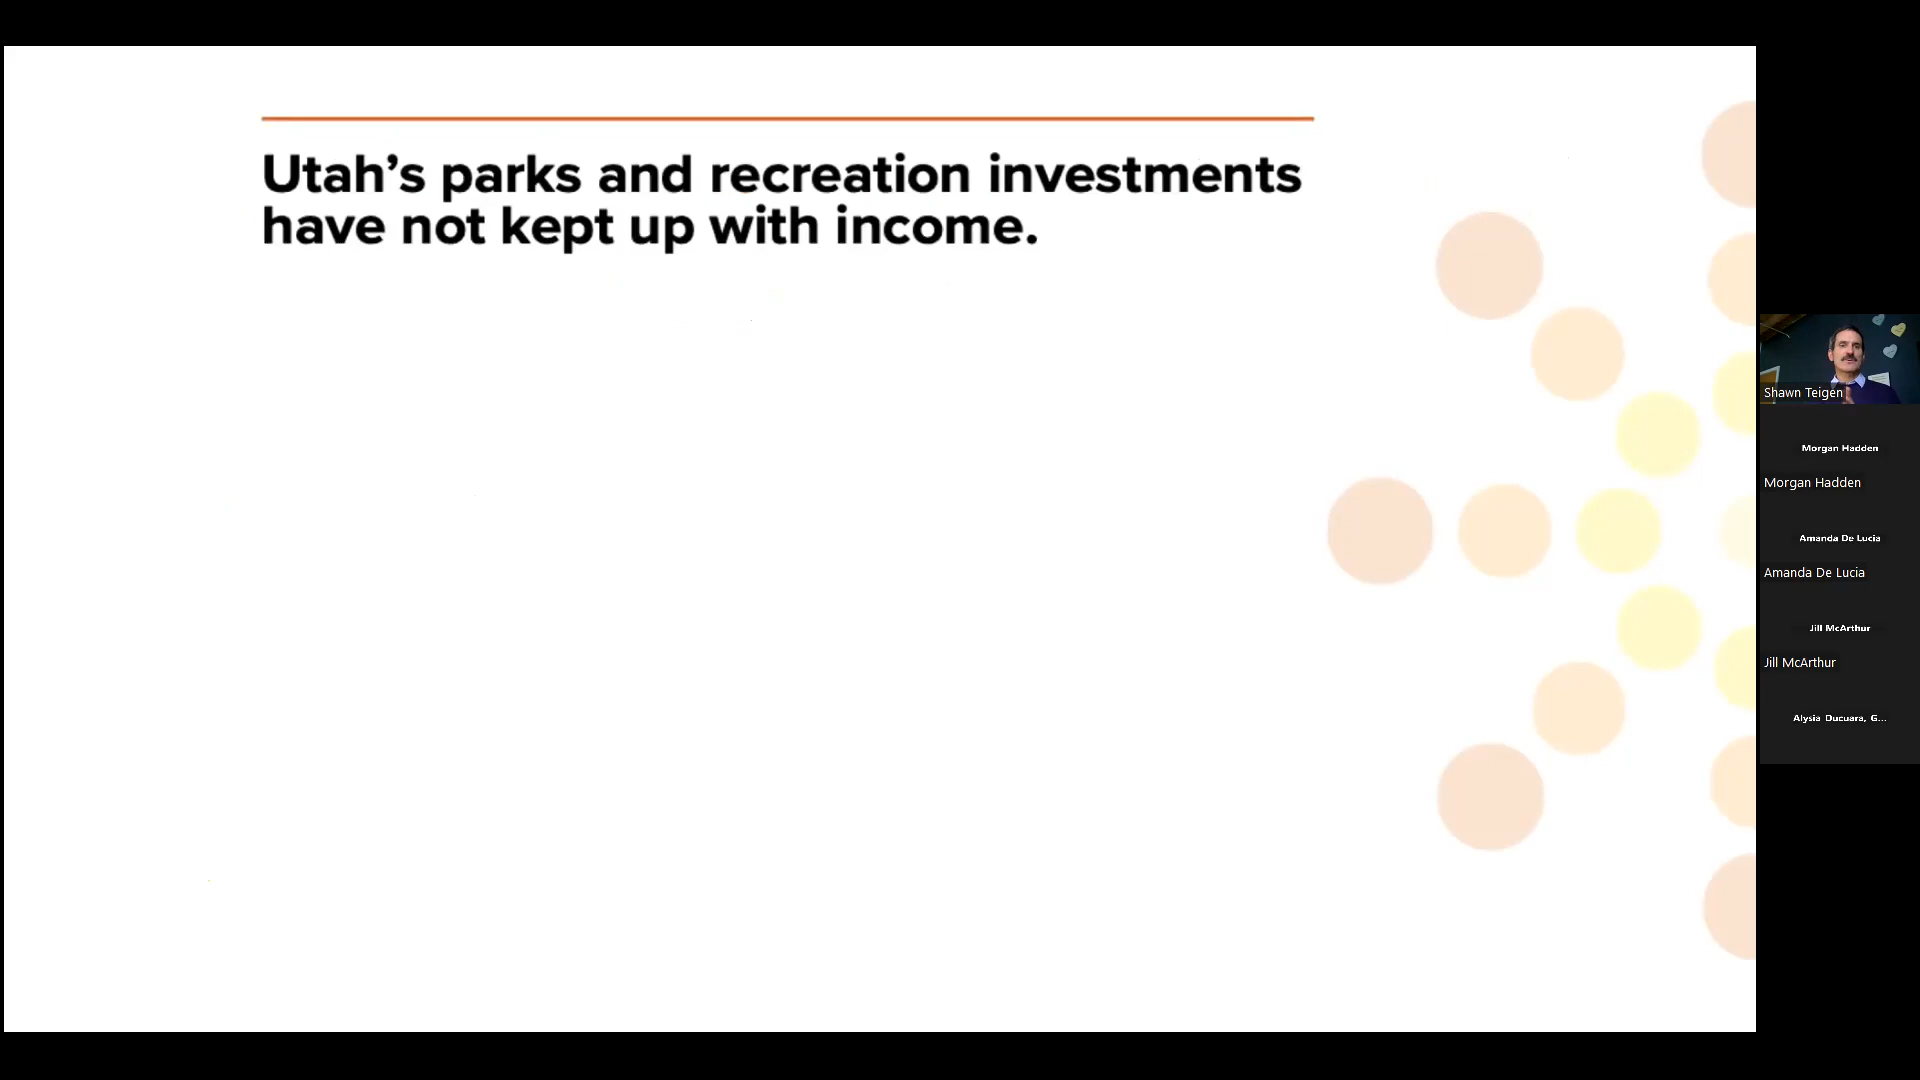 Utah’s parks and recreation investments
have not kept up with income.
Shawn Teigen
Morgan Hadden
Morgan Hadden
Amanda De Lucia
Amanda De Lucia
Jill McArthur
Jill McArthur
Alysia Ducuara, G...